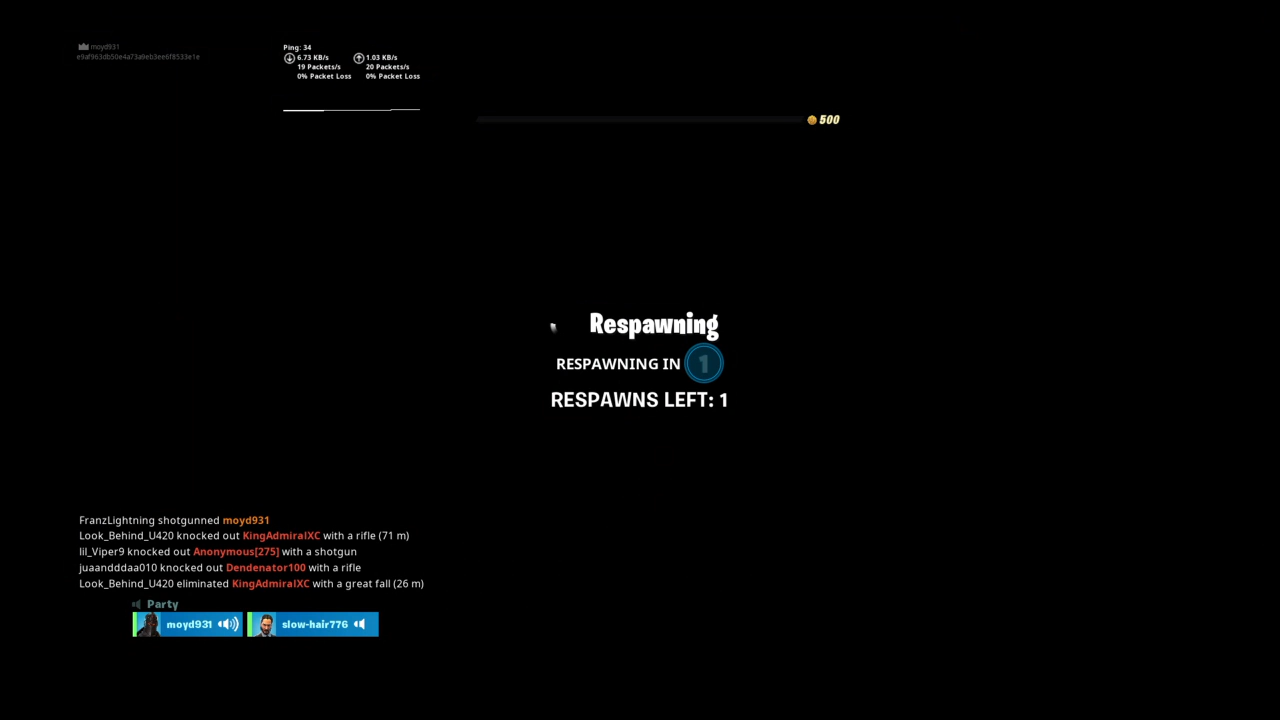 moyd931
e9af963db50e4a73a9eb3ee6f8533e1e
Ping: 34
6.73 KB/s 1.03 KB/s
19 Packets/s 20 Packets/s
0% Packet Loss 0% Packet Loss
500
Respawning
RESPAWNING IN 1
RESPAWNS LEFT: 1
FranzLightning shotgunned moyd931
Look_Behind_U420 knocked out KingAdmiralXC with a rifle (71 m)
lil_Viper9 knocked out Anonymous[275] with a shotgun
juaandddaa010 knocked out Dendenator100 with a rifle
Look_Behind_U420 eliminated KingAdmiralXC with a great fall (26 m)
Party
moyd931 slow-hair776